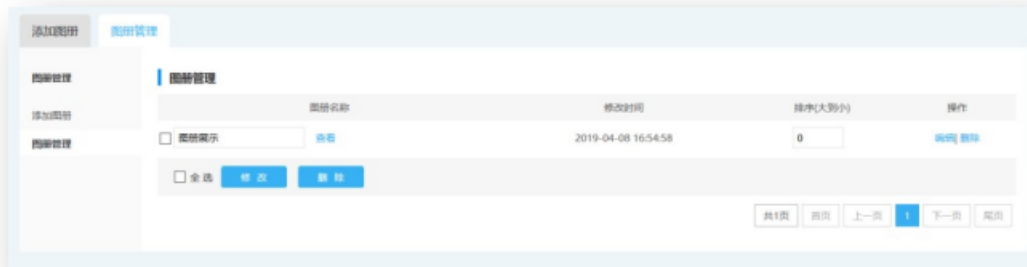 添加图册 图册管理
图册管理
添加图册
图册管理
图册管理
图册名称 修改时间 排序(大到小) 操作
图册展示 查看 2019-04-08 16:54:58 0 编辑| 删除
全选 修 改 删 除
共1页 首页 上一页 1 下一页 尾页